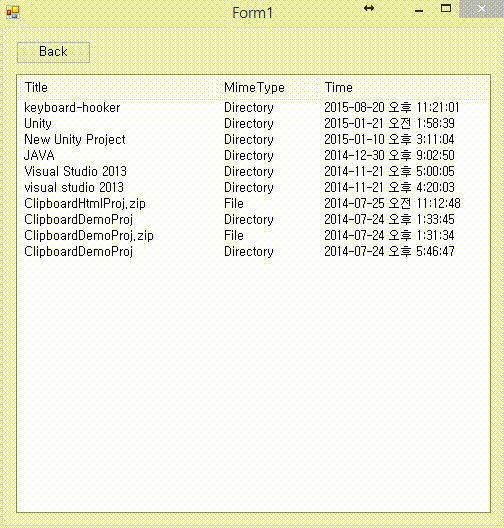 Form1
Back
Title MimeType Time
keyboard-hooker Directory 2015-08-20 오후 11:21:01
Unity Directory 2015-01-21 오전 1:58:39
New Unity Project Directory 2015-01-10 오후 3:11:04
JAVA Directory 2014-12-30 오후 9:02:50
Visual Studio 2013 Directory 2014-11-21 오후 5:00:05
visual studio 2013 Directory 2014-11-21 오후 4:20:03
ClipboardHtmlProj.zip File 2014-07-25 오전 11:12:48
ClipboardDemoProj Directory 2014-07-24 오후 1:33:45
ClipboardDemoProj.zip File 2014-07-24 오후 1:31:34
ClipboardDemoProj Directory 2014-07-24 오후 5:46:47